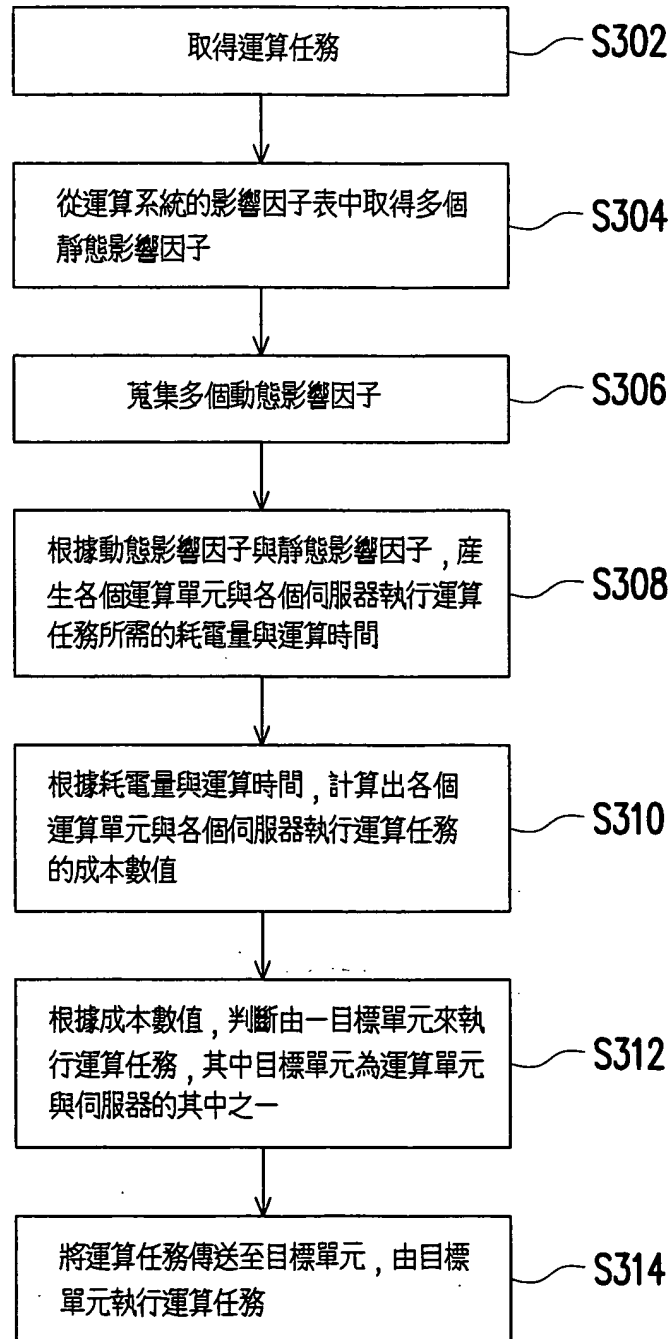 取得運算任務
S302
從運算系統的影響因子表中取得多個
靜態影響因子
S304
蒐集多個動態影響因子
S306
根據動態影響因子與靜態影響因子,產
生各個運算單元與各個伺服器執行運算
任務所需的耗電量與運算時間
S308
根據耗電量與運算時間,計算出各個
運算單元與各個伺服器執行運算任務
的成本數值
S310
根據成本數值,判斷由一目標單元來執
行運算任務,其中目標單元為運算單元
與伺服器的其中之一
S312
將運算任務傳送至目標單元,由目標
單元執行運算任務
S314